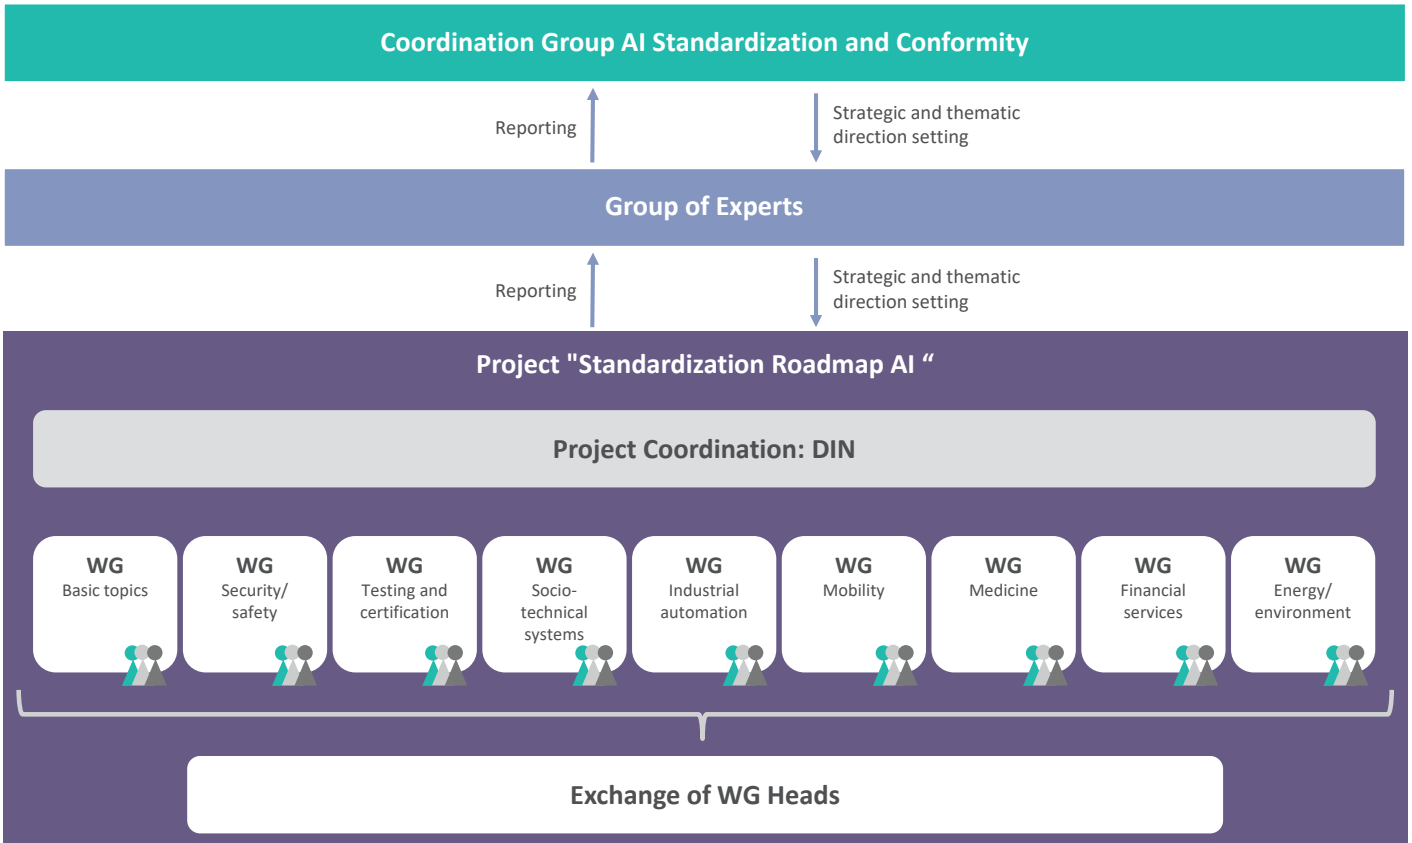 Coordination Group AI Standardization and Conformity
Reporting
Strategic and thematic
direction setting
Group of Experts
Reporting
Strategic and thematic
direction setting
Project "Standardization Roadmap AI “
Project Coordination: DIN
WG
Basic topics
WG
Security/
safety
WG
Testing and
certification
WG
Socio-
technical
systems
WG
Industrial
automation
WG
Mobility
WG
Medicine
WG
Financial
services
WG
Energy/
environment
Exchange of WG Heads